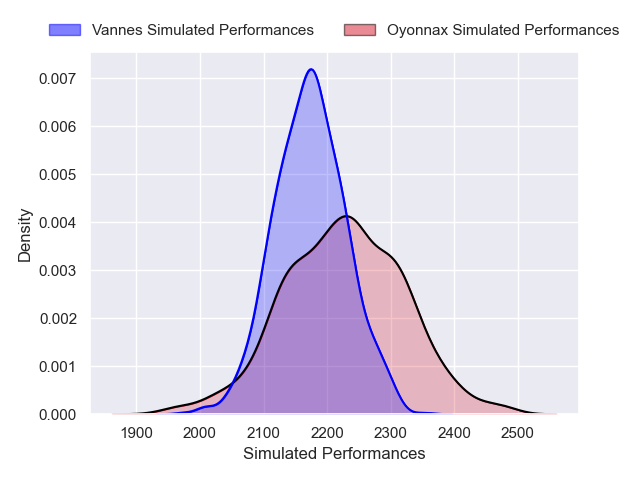 Vannes Simulated Performances
Oyonnax Simulated Performances
0.007
0.006
0.005
0.004
0.003
0.002
0.001
0.000
Density
1900 2000 2100 2200 2300 2400 2500
Simulated Performances